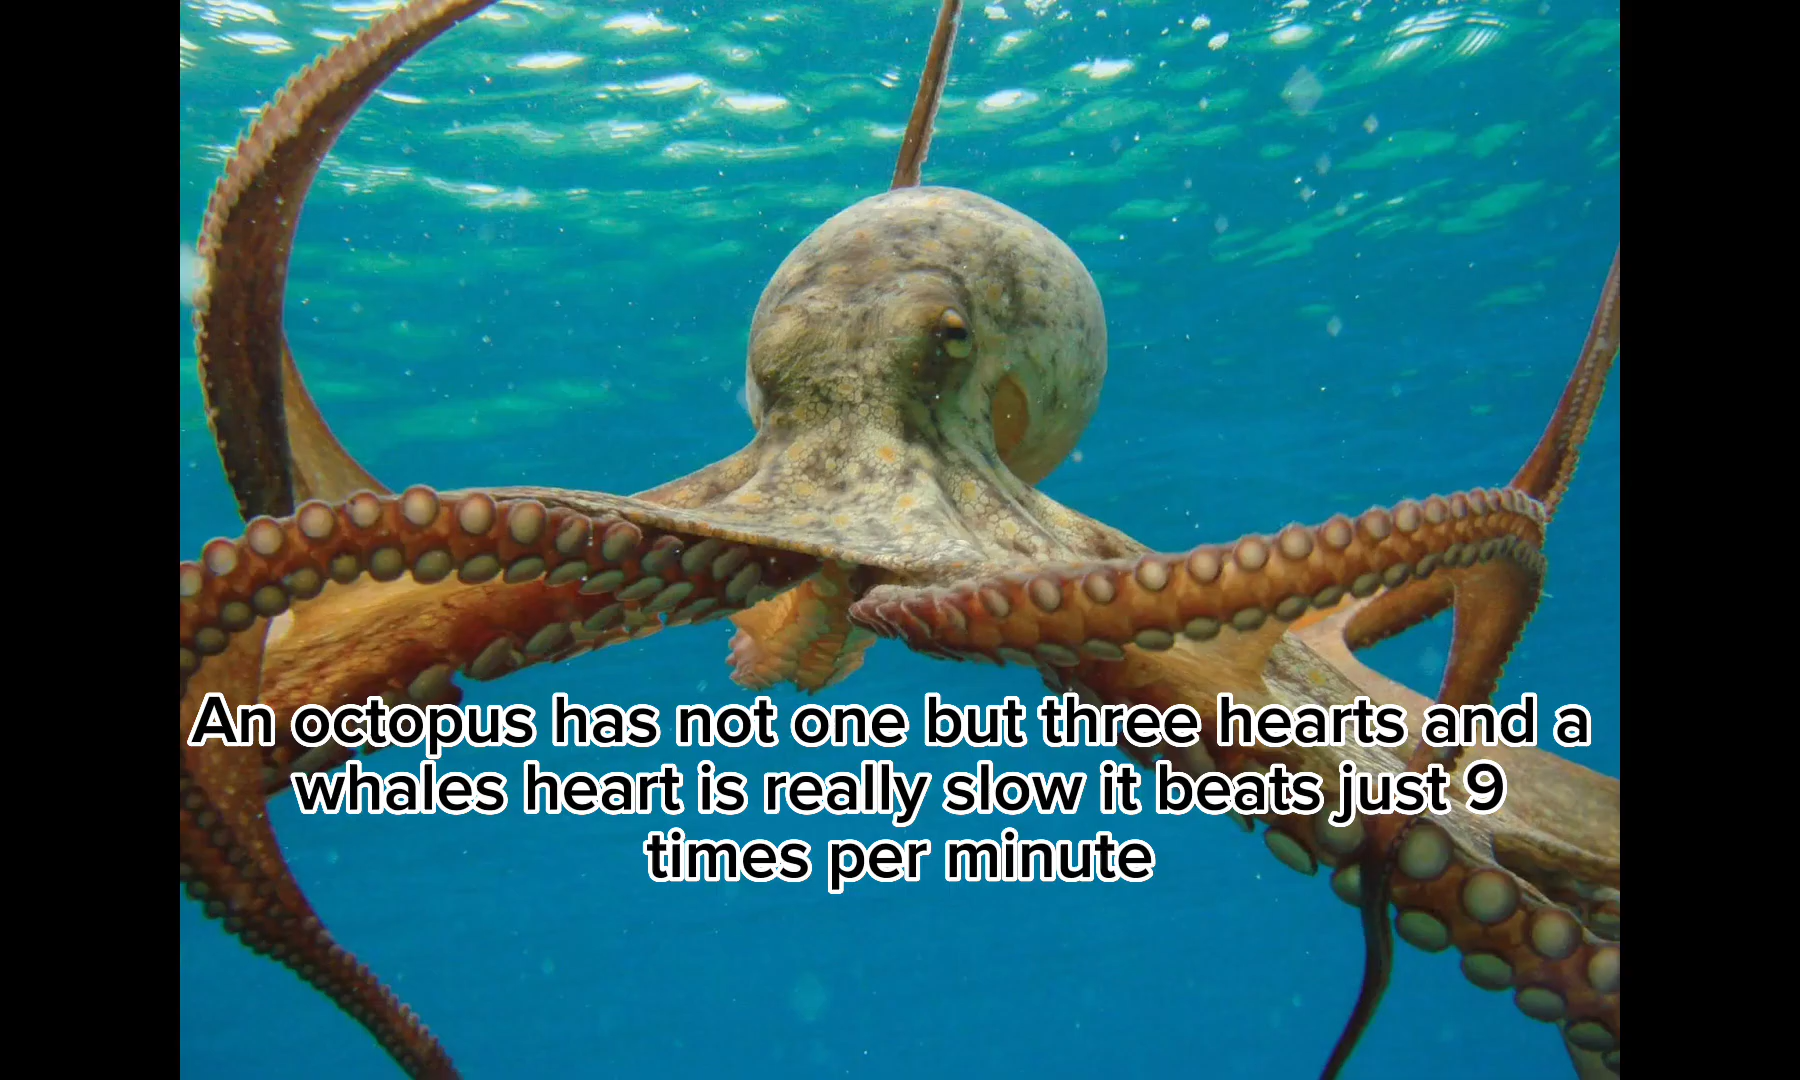 An octopus has not one but three hearts and a
whales heart is really slow it beats just 9
times per minute